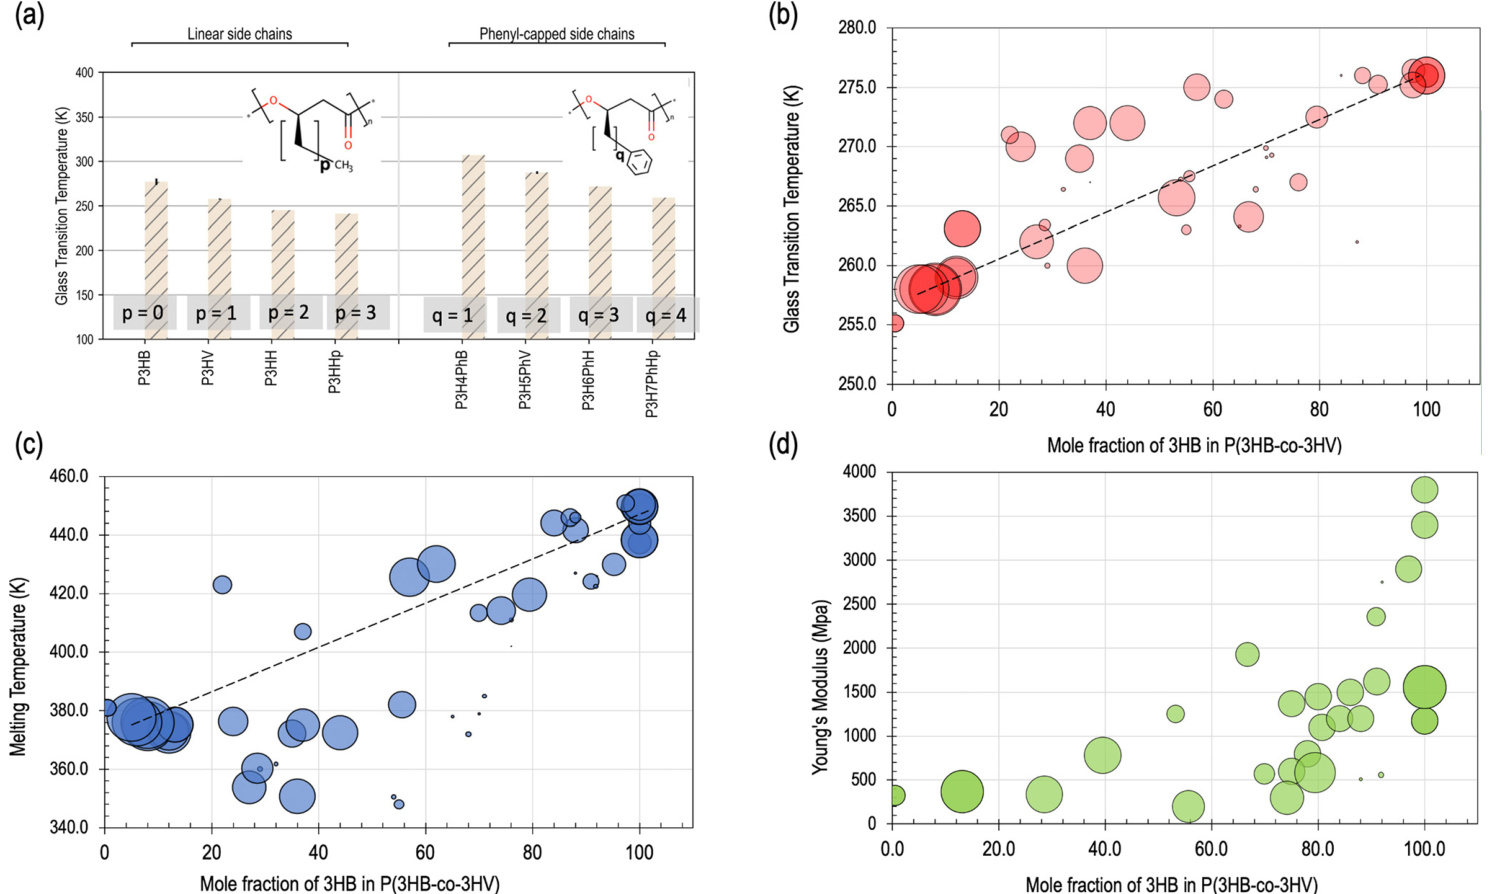 (a)
Linear side chains
Phenyl-capped side chains
Glass Transition Temperature (K)
400
350
300
250
200
150
100
O
O
n
p CH3
O
O
n
q
p = 0
p = 1
p = 2
p = 3
q = 1
q = 2
q = 3
q = 4
P3HB
P3HV
P3HH
P3HHp
P3H4PhB
P3H5PhV
P3H6PhH
P3H7PhHp
(b)
Glass Transition Temperature (K)
280.0
275.0
270.0
265.0
260.0
255.0
250.0
0 20 40 60 80 100
Mole fraction of 3HB in P(3HB-co-3HV)
(c)
Melting Temperature (K)
460.0
440.0
420.0
400.0
380.0
360.0
340.0
0 20 40 60 80 100
Mole fraction of 3HB in P(3HB-co-3HV)
(d)
Young's Modulus (Mpa)
4000
3500
3000
2500
2000
1500
1000
500
0
0.0 20.0 40.0 60.0 80.0 100.0
Mole fraction of 3HB in P(3HB-co-3HV)